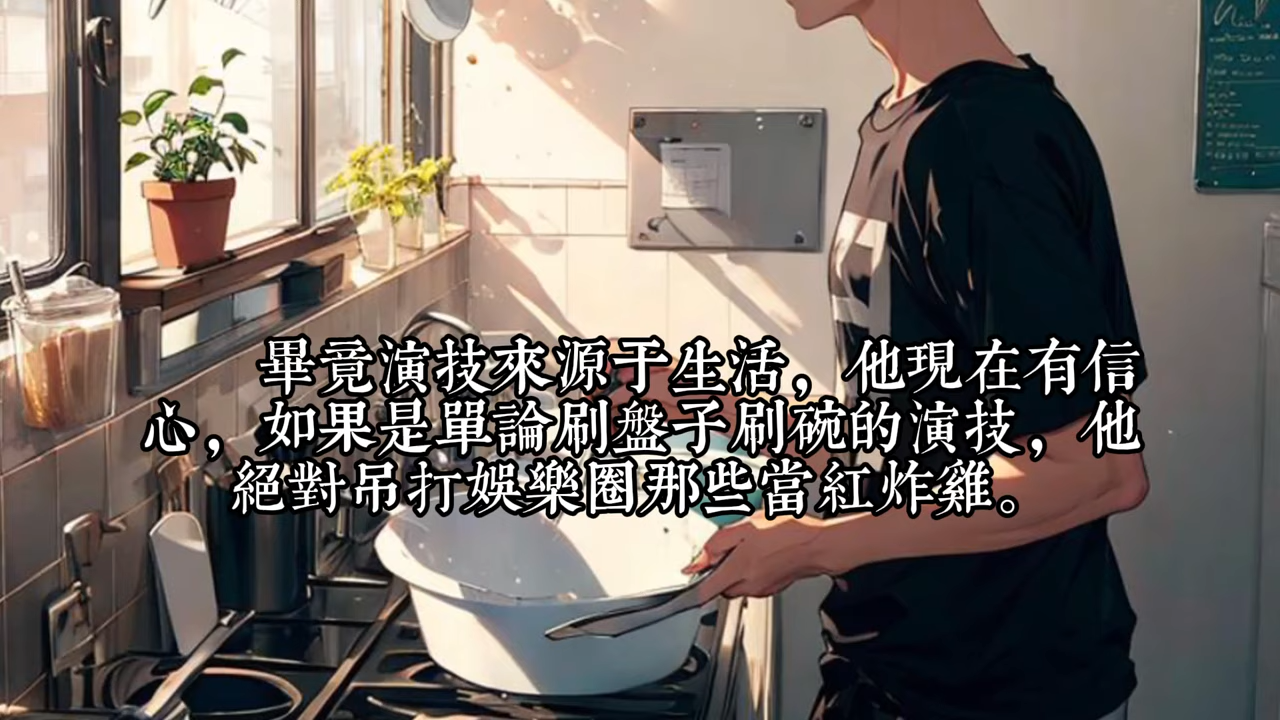 畢竟演技來源于生活，他現在有信
心，如果是單論刷盤子刷碗的演技，他
絕對吊打娛樂圈那些當紅炸雞。